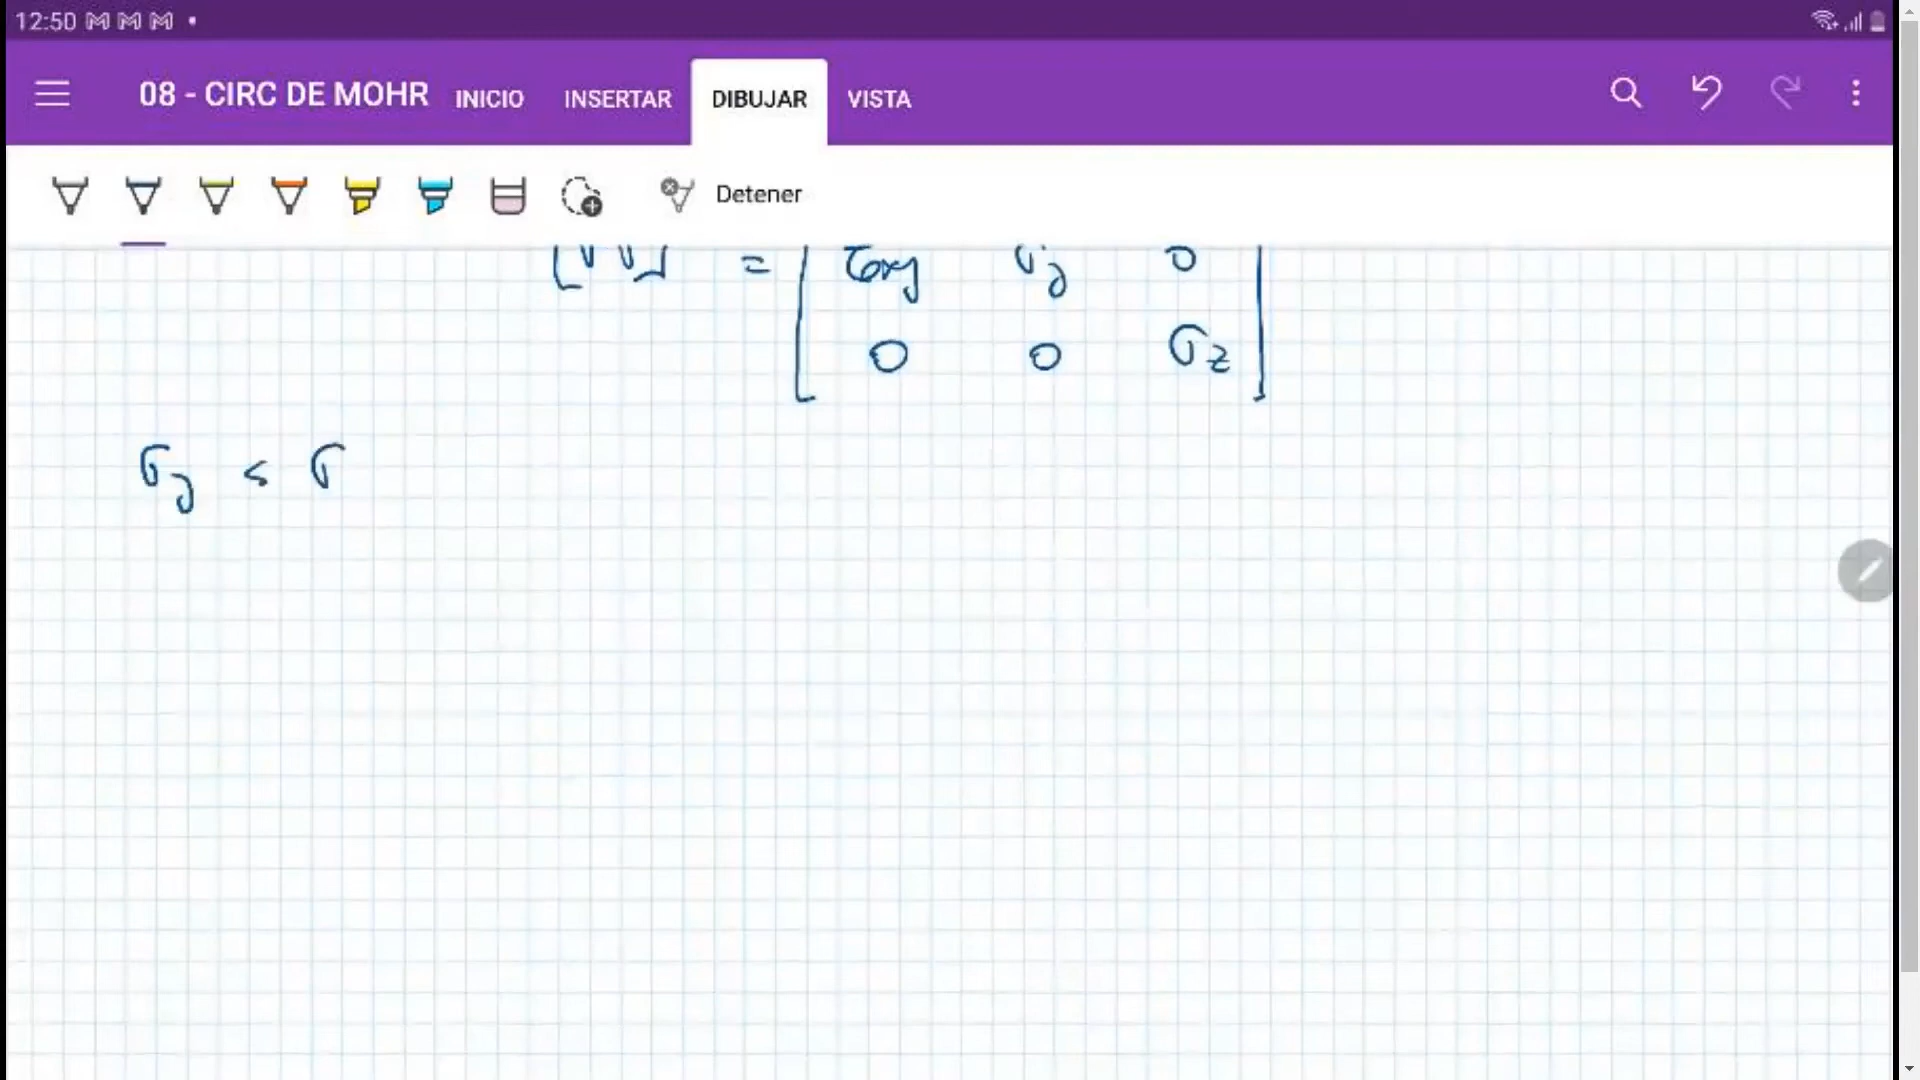 12:50
08 - CIRC DE MOHR INICIO INSERTAR DIBUJAR VISTA
Detener
= τxy σy 0
0 0 σz
σy < σ